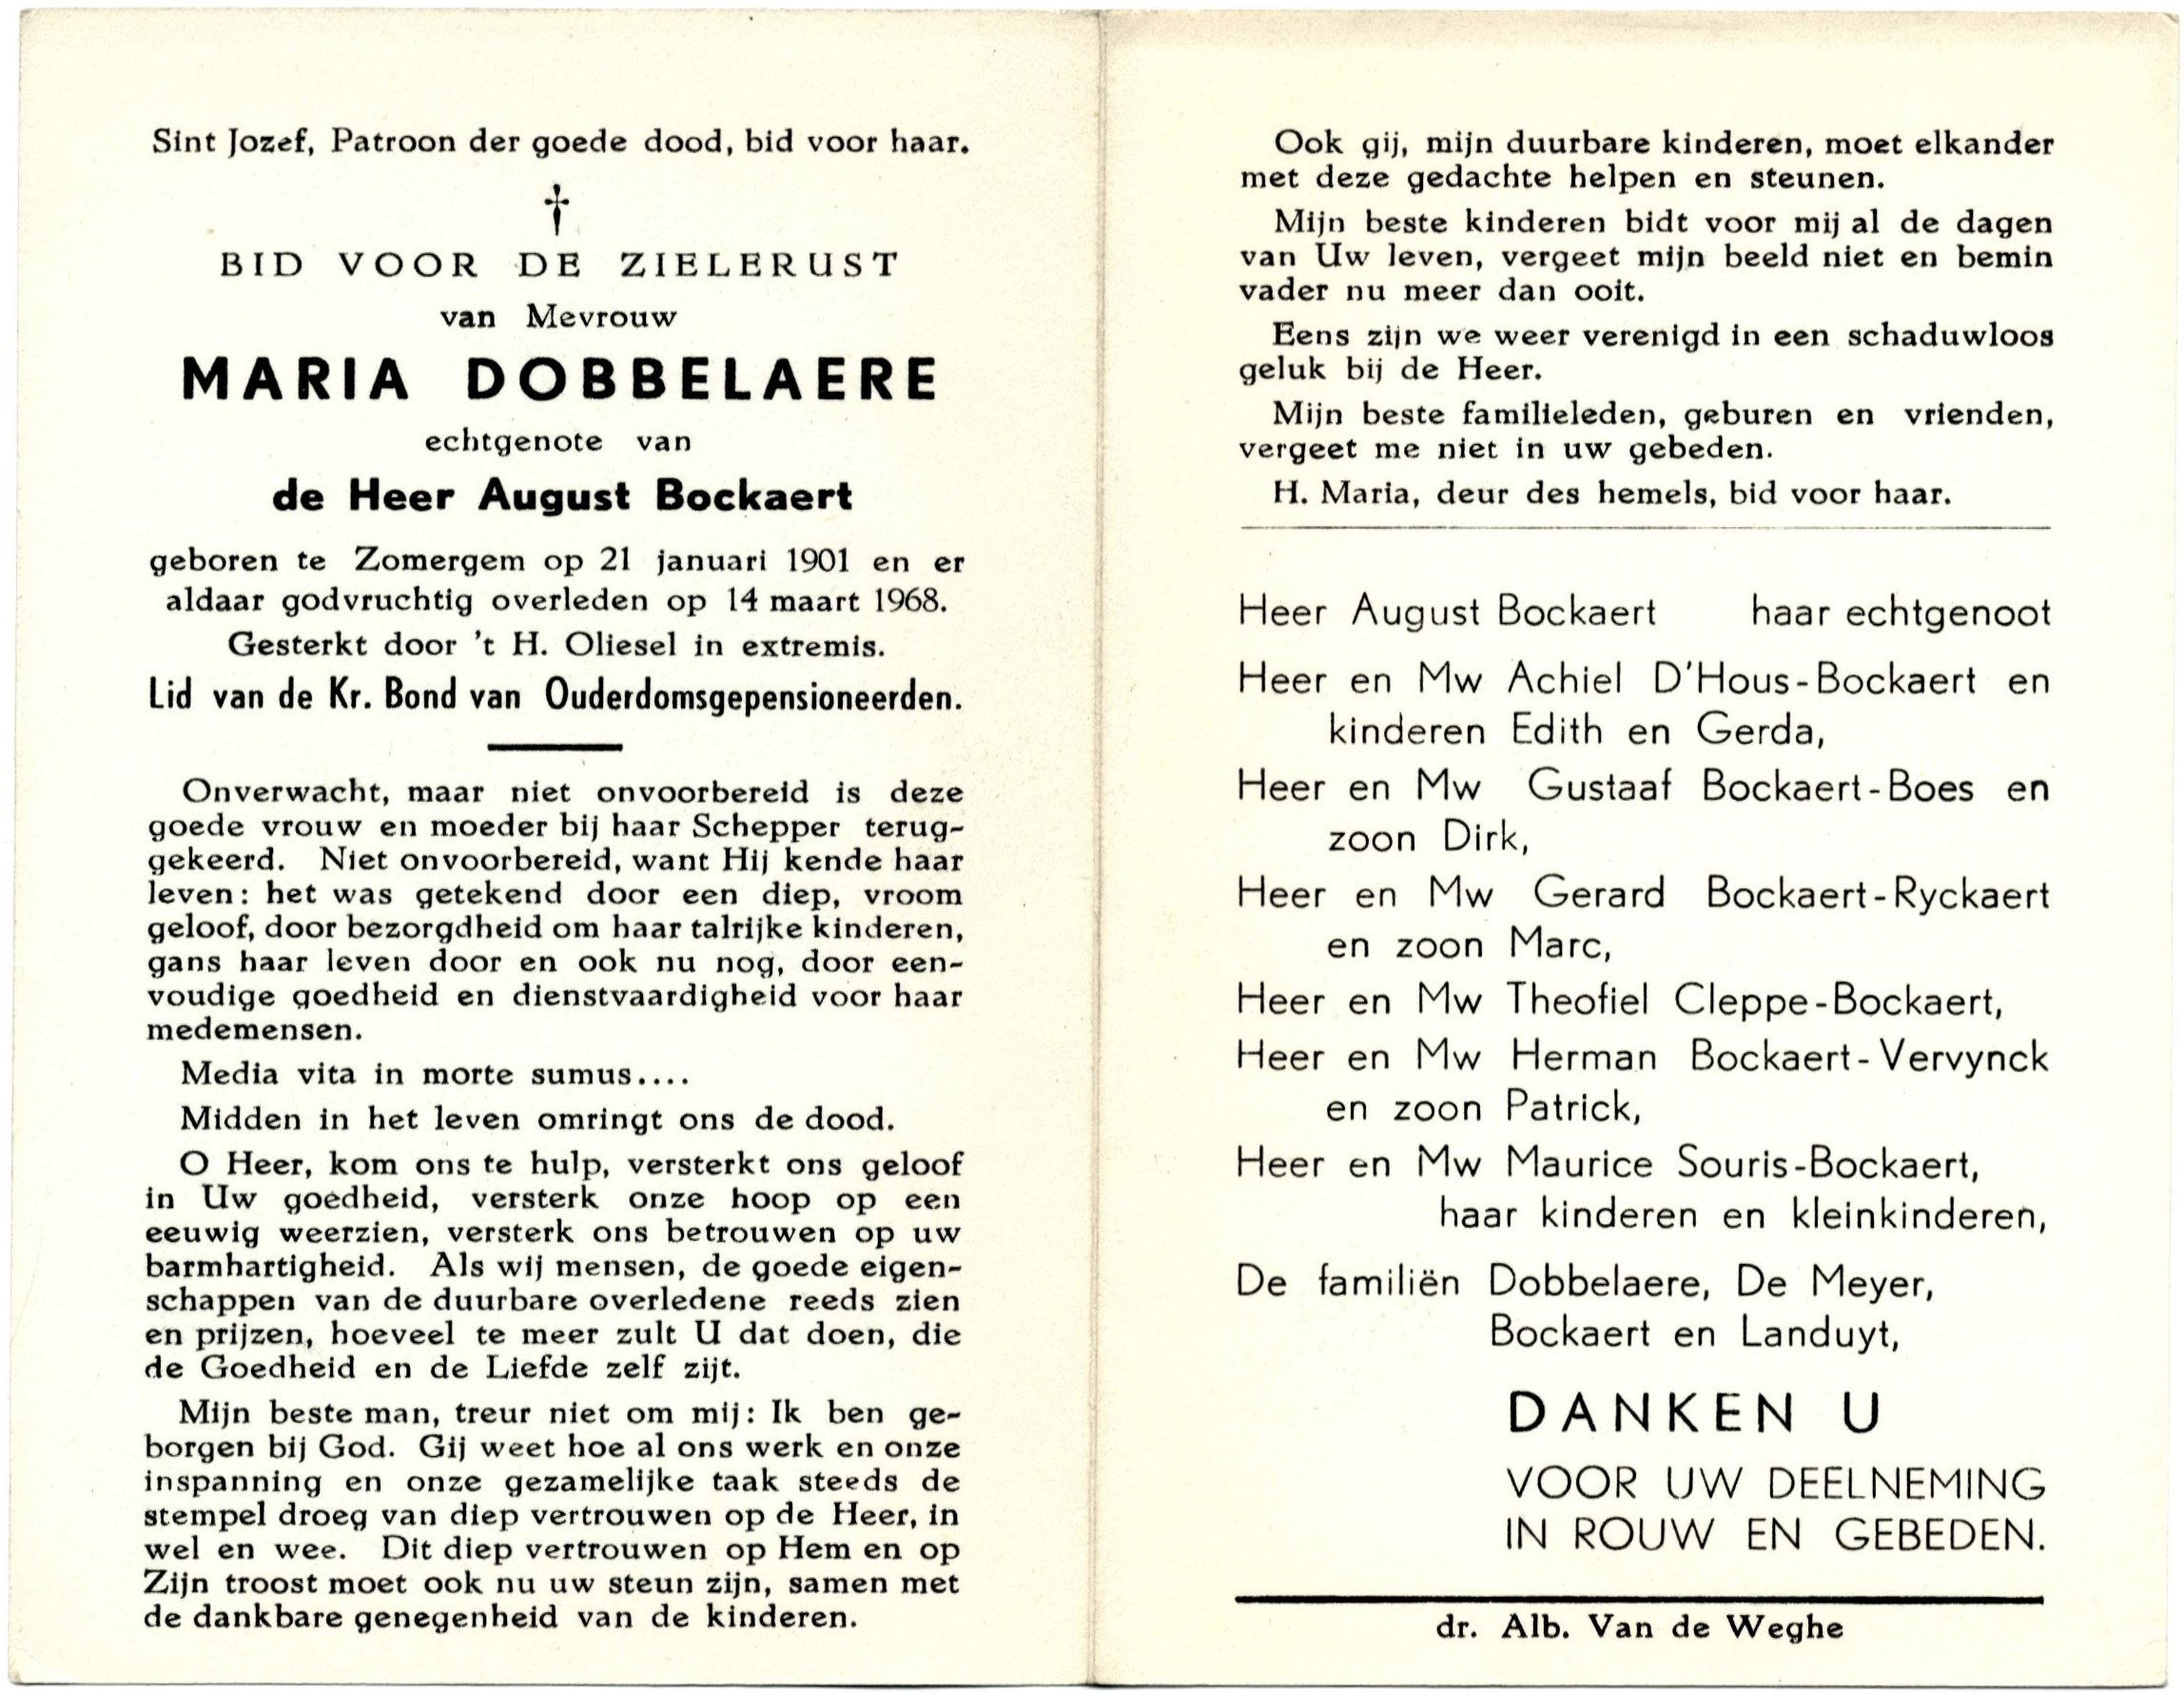 Sint Jozef, Patroon der goede dood, bid voor haar.
†
BID VOOR DE ZIELERUST
van Mevrouw
MARIA DOBBELAERE
echtgenote van
de Heer August Bockaert
geboren te Zomergem op 21 januari 1901 en er
aldaar godvruchtig overleden op 14 maart 1968.
Gesterkt door 't H. Oliesel in extremis.
Lid van de Kr. Bond van Ouderdomsgepensioneerden.
Onverwacht, maar niet onvoorbereid is deze
goede vrouw en moeder bij haar Schepper terug-
gekeerd. Niet onvoorbereid, want Hij kende haar
leven: het was getekend door een diep, vroom
geloof, door bezorgdheid om haar talrijke kinderen,
gans haar leven door en ook nu nog, door een-
voudige goedheid en dienstvaardigheid voor haar
medemensen.
Media vita in morte sumus....
Midden in het leven omringt ons de dood.
O Heer, kom ons te hulp, versterkt ons geloof
in Uw goedheid, versterk onze hoop op een
eeuwig weerzien, versterk ons betrouwen op uw
barmhartigheid. Als wij mensen, de goede eigen-
schappen van de duurbare overledene reeds zien
en prijzen, hoeveel te meer zult U dat doen, die
de Goedheid en de Liefde zelf zijt.
Mijn beste man, treur niet om mij: Ik ben ge-
borgen bij God. Gij weet hoe al ons werk en onze
inspanning en onze gezamelijke taak steeds de
stempel droeg van diep vertrouwen op de Heer, in
wel en wee. Dit diep vertrouwen op Hem en op
Zijn troost moet ook nu uw steun zijn, samen met
de dankbare genegenheid van de kinderen.
Ook gij, mijn duurbare kinderen, moet elkander
met deze gedachte helpen en steunen.
Mijn beste kinderen bidt voor mij al de dagen
van Uw leven, vergeet mijn beeld niet en bemin
vader nu meer dan ooit.
Eens zijn we weer verenigd in een schaduwloos
geluk bij de Heer.
Mijn beste familieleden, geburen en vrienden,
vergeet me niet in uw gebeden.
H. Maria, deur des hemels, bid voor haar.
Heer August Bockaert haar echtgenoot
Heer en Mw Achiel D'Hous-Bockaert en
kinderen Edith en Gerda,
Heer en Mw Gustaaf Bockaert-Boes en
zoon Dirk,
Heer en Mw Gerard Bockaert-Ryckaert
en zoon Marc,
Heer en Mw Theofiel Cleppe-Bockaert,
Heer en Mw Herman Bockaert-Vervynck
en zoon Patrick,
Heer en Mw Maurice Souris-Bockaert,
haar kinderen en kleinkinderen,
De familiën Dobbelaere, De Meyer,
Bockaert en Landuyt,
DANKEN U
VOOR UW DEELNEMING
IN ROUW EN GEBEDEN.
dr. Alb. Van de Weghe